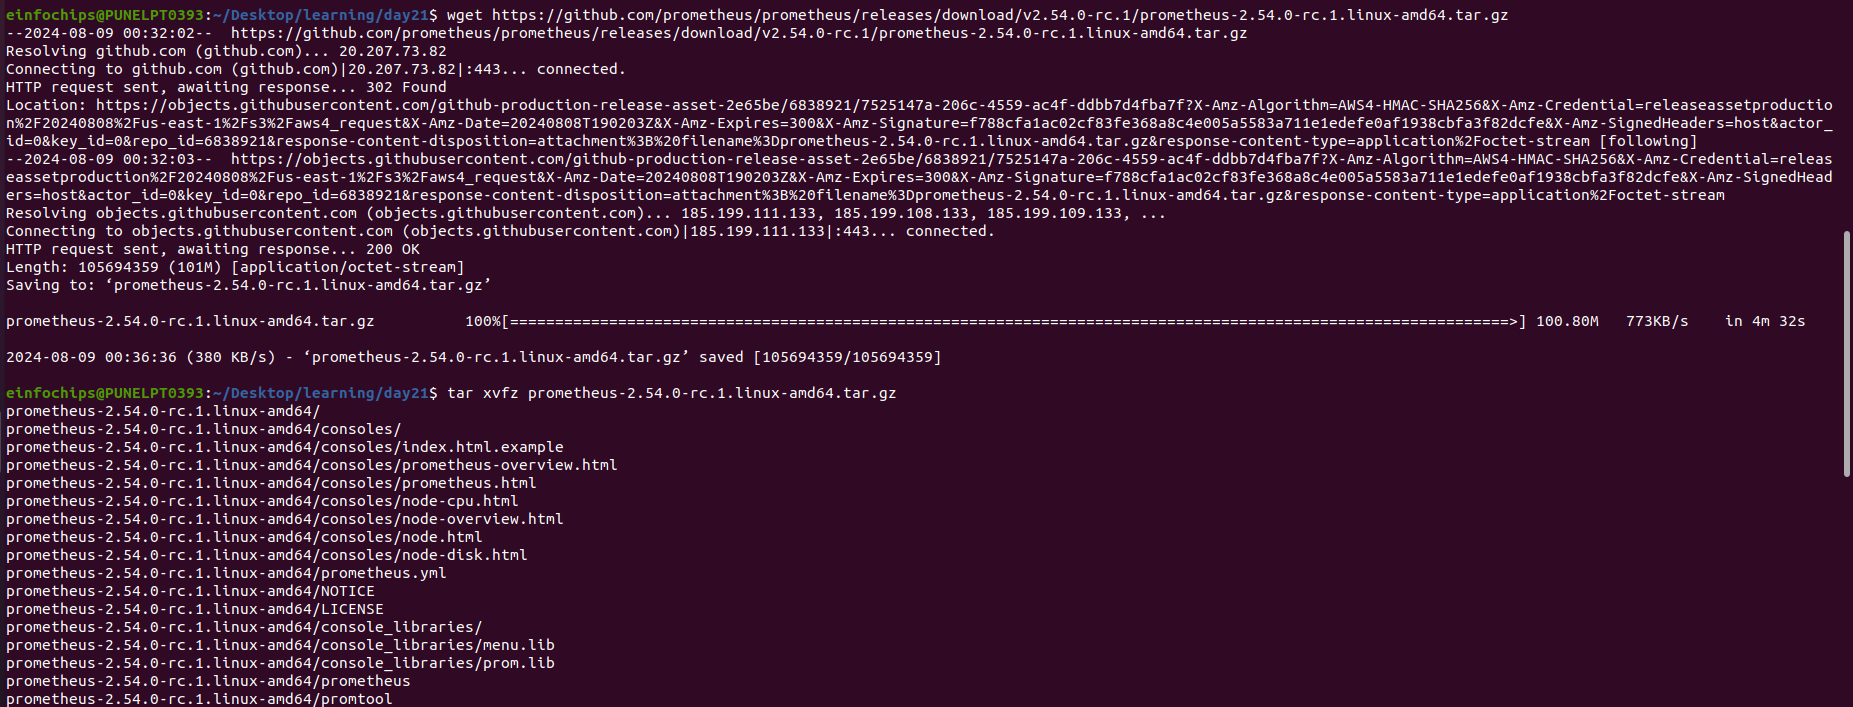 einfochips@PUNELPT0393:~/Desktop/learning/day21$ wget https://github.com/prometheus/prometheus/releases/download/v2.54.0-rc.1/prometheus-2.54.0-rc.1.linux-amd64.tar.gz
--2024-08-09 00:32:02--  https://github.com/prometheus/prometheus/releases/download/v2.54.0-rc.1/prometheus-2.54.0-rc.1.linux-amd64.tar.gz
Resolving github.com (github.com)... 20.207.73.82
Connecting to github.com (github.com)|20.207.73.82|:443... connected.
HTTP request sent, awaiting response... 302 Found
Location: https://objects.githubusercontent.com/github-production-release-asset-2e65be/6838921/7525147a-206c-4559-ac4f-ddbb7d4fba7f?X-Amz-Algorithm=AWS4-HMAC-SHA256&X-Amz-Credential=releaseassetproductio
n%2F20240808%2Fus-east-1%2Fs3%2Faws4_request&X-Amz-Date=20240808T190203Z&X-Amz-Expires=300&X-Amz-Signature=f788cfa1ac02cf83fe368a8c4e005a5583a711e1edefe0af1938cbfa3f82dcfe&X-Amz-SignedHeaders=host&actor_
id=0&key_id=0&repo_id=6838921&response-content-disposition=attachment%3B%20filename%3Dprometheus-2.54.0-rc.1.linux-amd64.tar.gz&response-content-type=application%2Foctet-stream [following]
--2024-08-09 00:32:03--  https://objects.githubusercontent.com/github-production-release-asset-2e65be/6838921/7525147a-206c-4559-ac4f-ddbb7d4fba7f?X-Amz-Algorithm=AWS4-HMAC-SHA256&X-Amz-Credential=releas
eassetproduction%2F20240808%2Fus-east-1%2Fs3%2Faws4_request&X-Amz-Date=20240808T190203Z&X-Amz-Expires=300&X-Amz-Signature=f788cfa1ac02cf83fe368a8c4e005a5583a711e1edefe0af1938cbfa3f82dcfe&X-Amz-SignedHead
ers=host&actor_id=0&key_id=0&repo_id=6838921&response-content-disposition=attachment%3B%20filename%3Dprometheus-2.54.0-rc.1.linux-amd64.tar.gz&response-content-type=application%2Foctet-stream
Resolving objects.githubusercontent.com (objects.githubusercontent.com)... 185.199.111.133, 185.199.108.133, 185.199.109.133, ...
Connecting to objects.githubusercontent.com (objects.githubusercontent.com)|185.199.111.133|:443... connected.
HTTP request sent, awaiting response... 200 OK
Length: 105694359 (101M) [application/octet-stream]
Saving to: ‘prometheus-2.54.0-rc.1.linux-amd64.tar.gz’
prometheus-2.54.0-rc.1.linux-amd64.tar.gz          100%[===============================================================================================================>] 100.80M   773KB/s    in 4m 32s
2024-08-09 00:36:36 (380 KB/s) - ‘prometheus-2.54.0-rc.1.linux-amd64.tar.gz’ saved [105694359/105694359]
einfochips@PUNELPT0393:~/Desktop/learning/day21$ tar xvfz prometheus-2.54.0-rc.1.linux-amd64.tar.gz
prometheus-2.54.0-rc.1.linux-amd64/
prometheus-2.54.0-rc.1.linux-amd64/consoles/
prometheus-2.54.0-rc.1.linux-amd64/consoles/index.html.example
prometheus-2.54.0-rc.1.linux-amd64/consoles/prometheus-overview.html
prometheus-2.54.0-rc.1.linux-amd64/consoles/prometheus.html
prometheus-2.54.0-rc.1.linux-amd64/consoles/node-cpu.html
prometheus-2.54.0-rc.1.linux-amd64/consoles/node-overview.html
prometheus-2.54.0-rc.1.linux-amd64/consoles/node.html
prometheus-2.54.0-rc.1.linux-amd64/consoles/node-disk.html
prometheus-2.54.0-rc.1.linux-amd64/prometheus.yml
prometheus-2.54.0-rc.1.linux-amd64/NOTICE
prometheus-2.54.0-rc.1.linux-amd64/LICENSE
prometheus-2.54.0-rc.1.linux-amd64/console_libraries/
prometheus-2.54.0-rc.1.linux-amd64/console_libraries/menu.lib
prometheus-2.54.0-rc.1.linux-amd64/console_libraries/prom.lib
prometheus-2.54.0-rc.1.linux-amd64/prometheus
prometheus-2.54.0-rc.1.linux-amd64/promtool